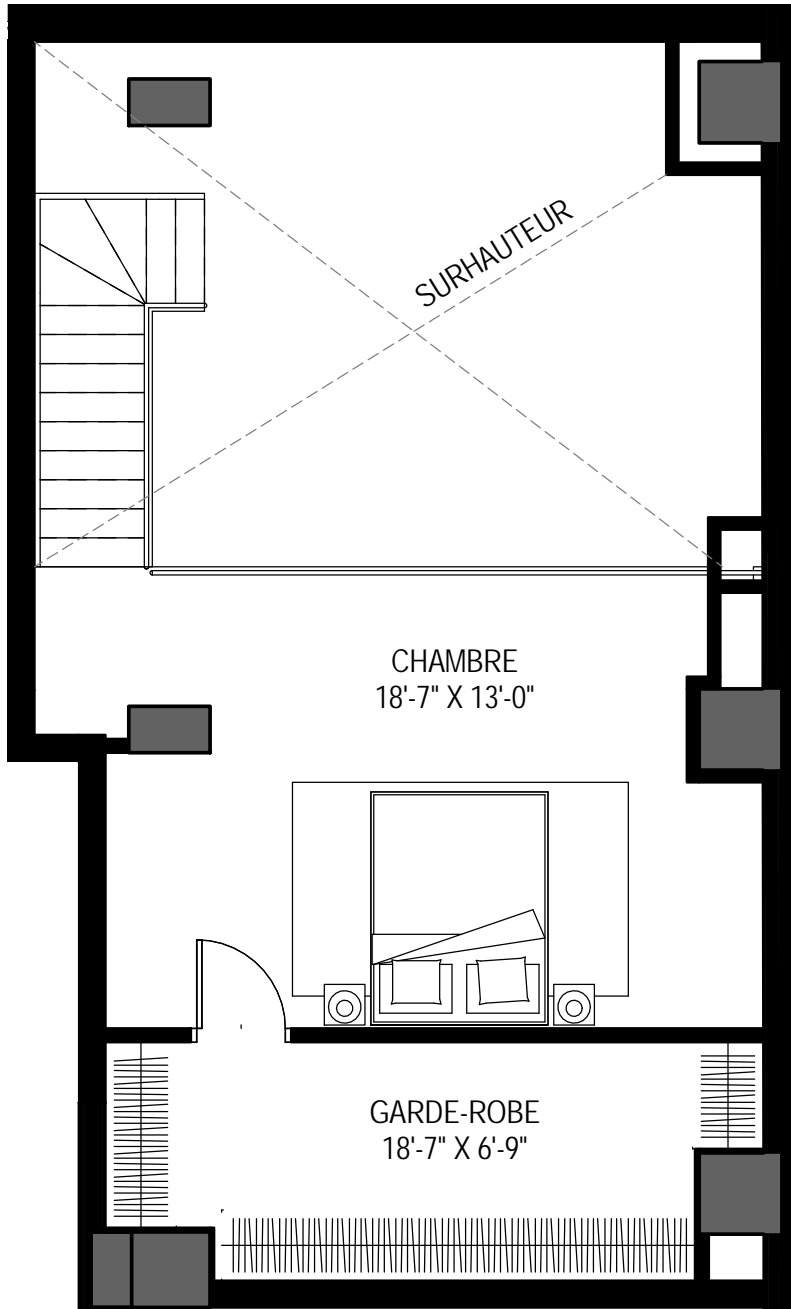 SURHAUTEUR
CHAMBRE
18'-7" X 13'-0"
GARDE-ROBE
18'-7" X 6'-9"